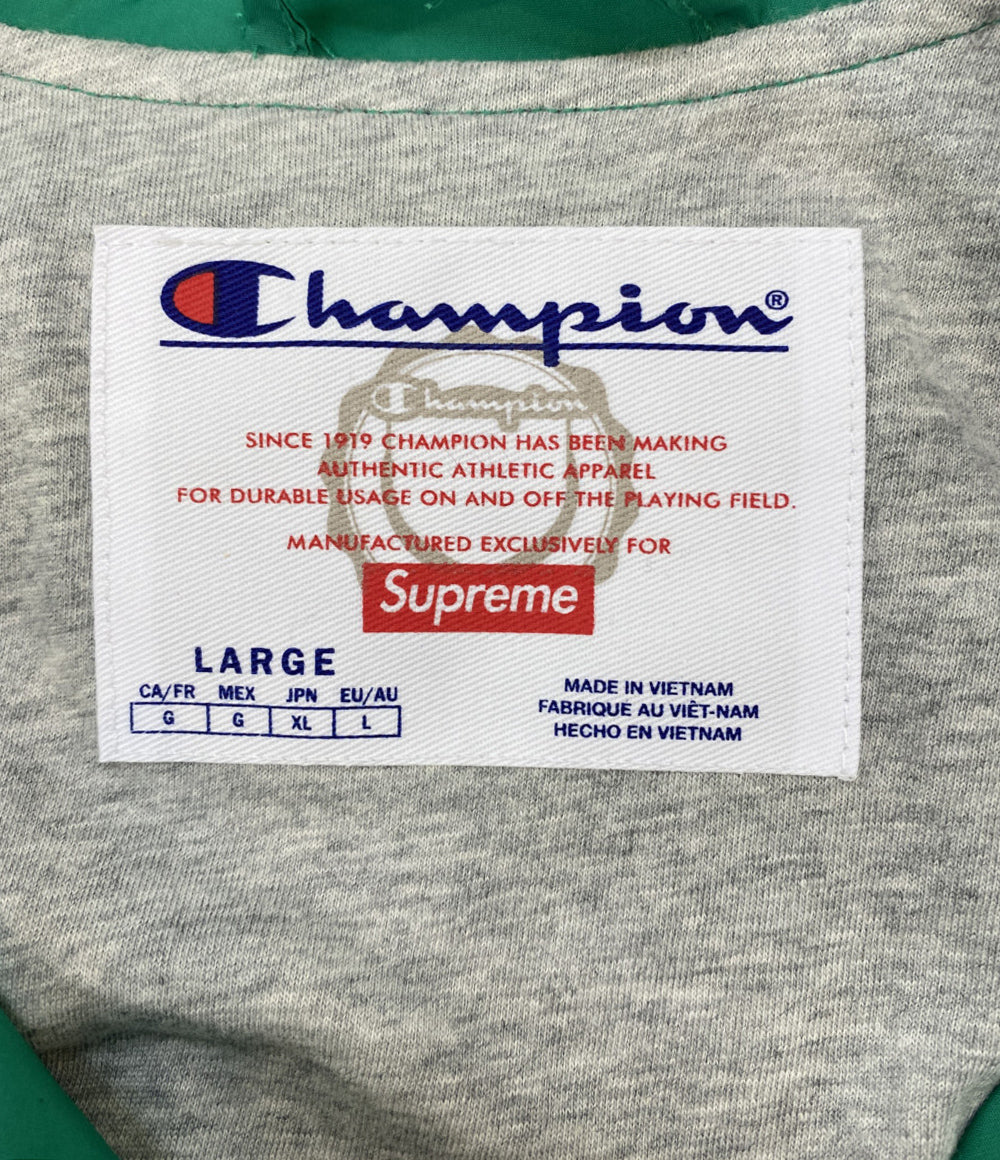 Champion®
Champion
SINCE 1919 CHAMPION HAS BEEN MAKING
AUTHENTIC ATHLETIC APPAREL
FOR DURABLE USAGE ON AND OFF THE PLAYING FIELD.
MANUFACTURED EXCLUSIVELY FOR
Supreme
LARGE
CA/FR MEX JPN EU/AU
G G XL L
MADE IN VIETNAM
FABRIQUE AU VIÊT-NAM
HECHO EN VIETNAM